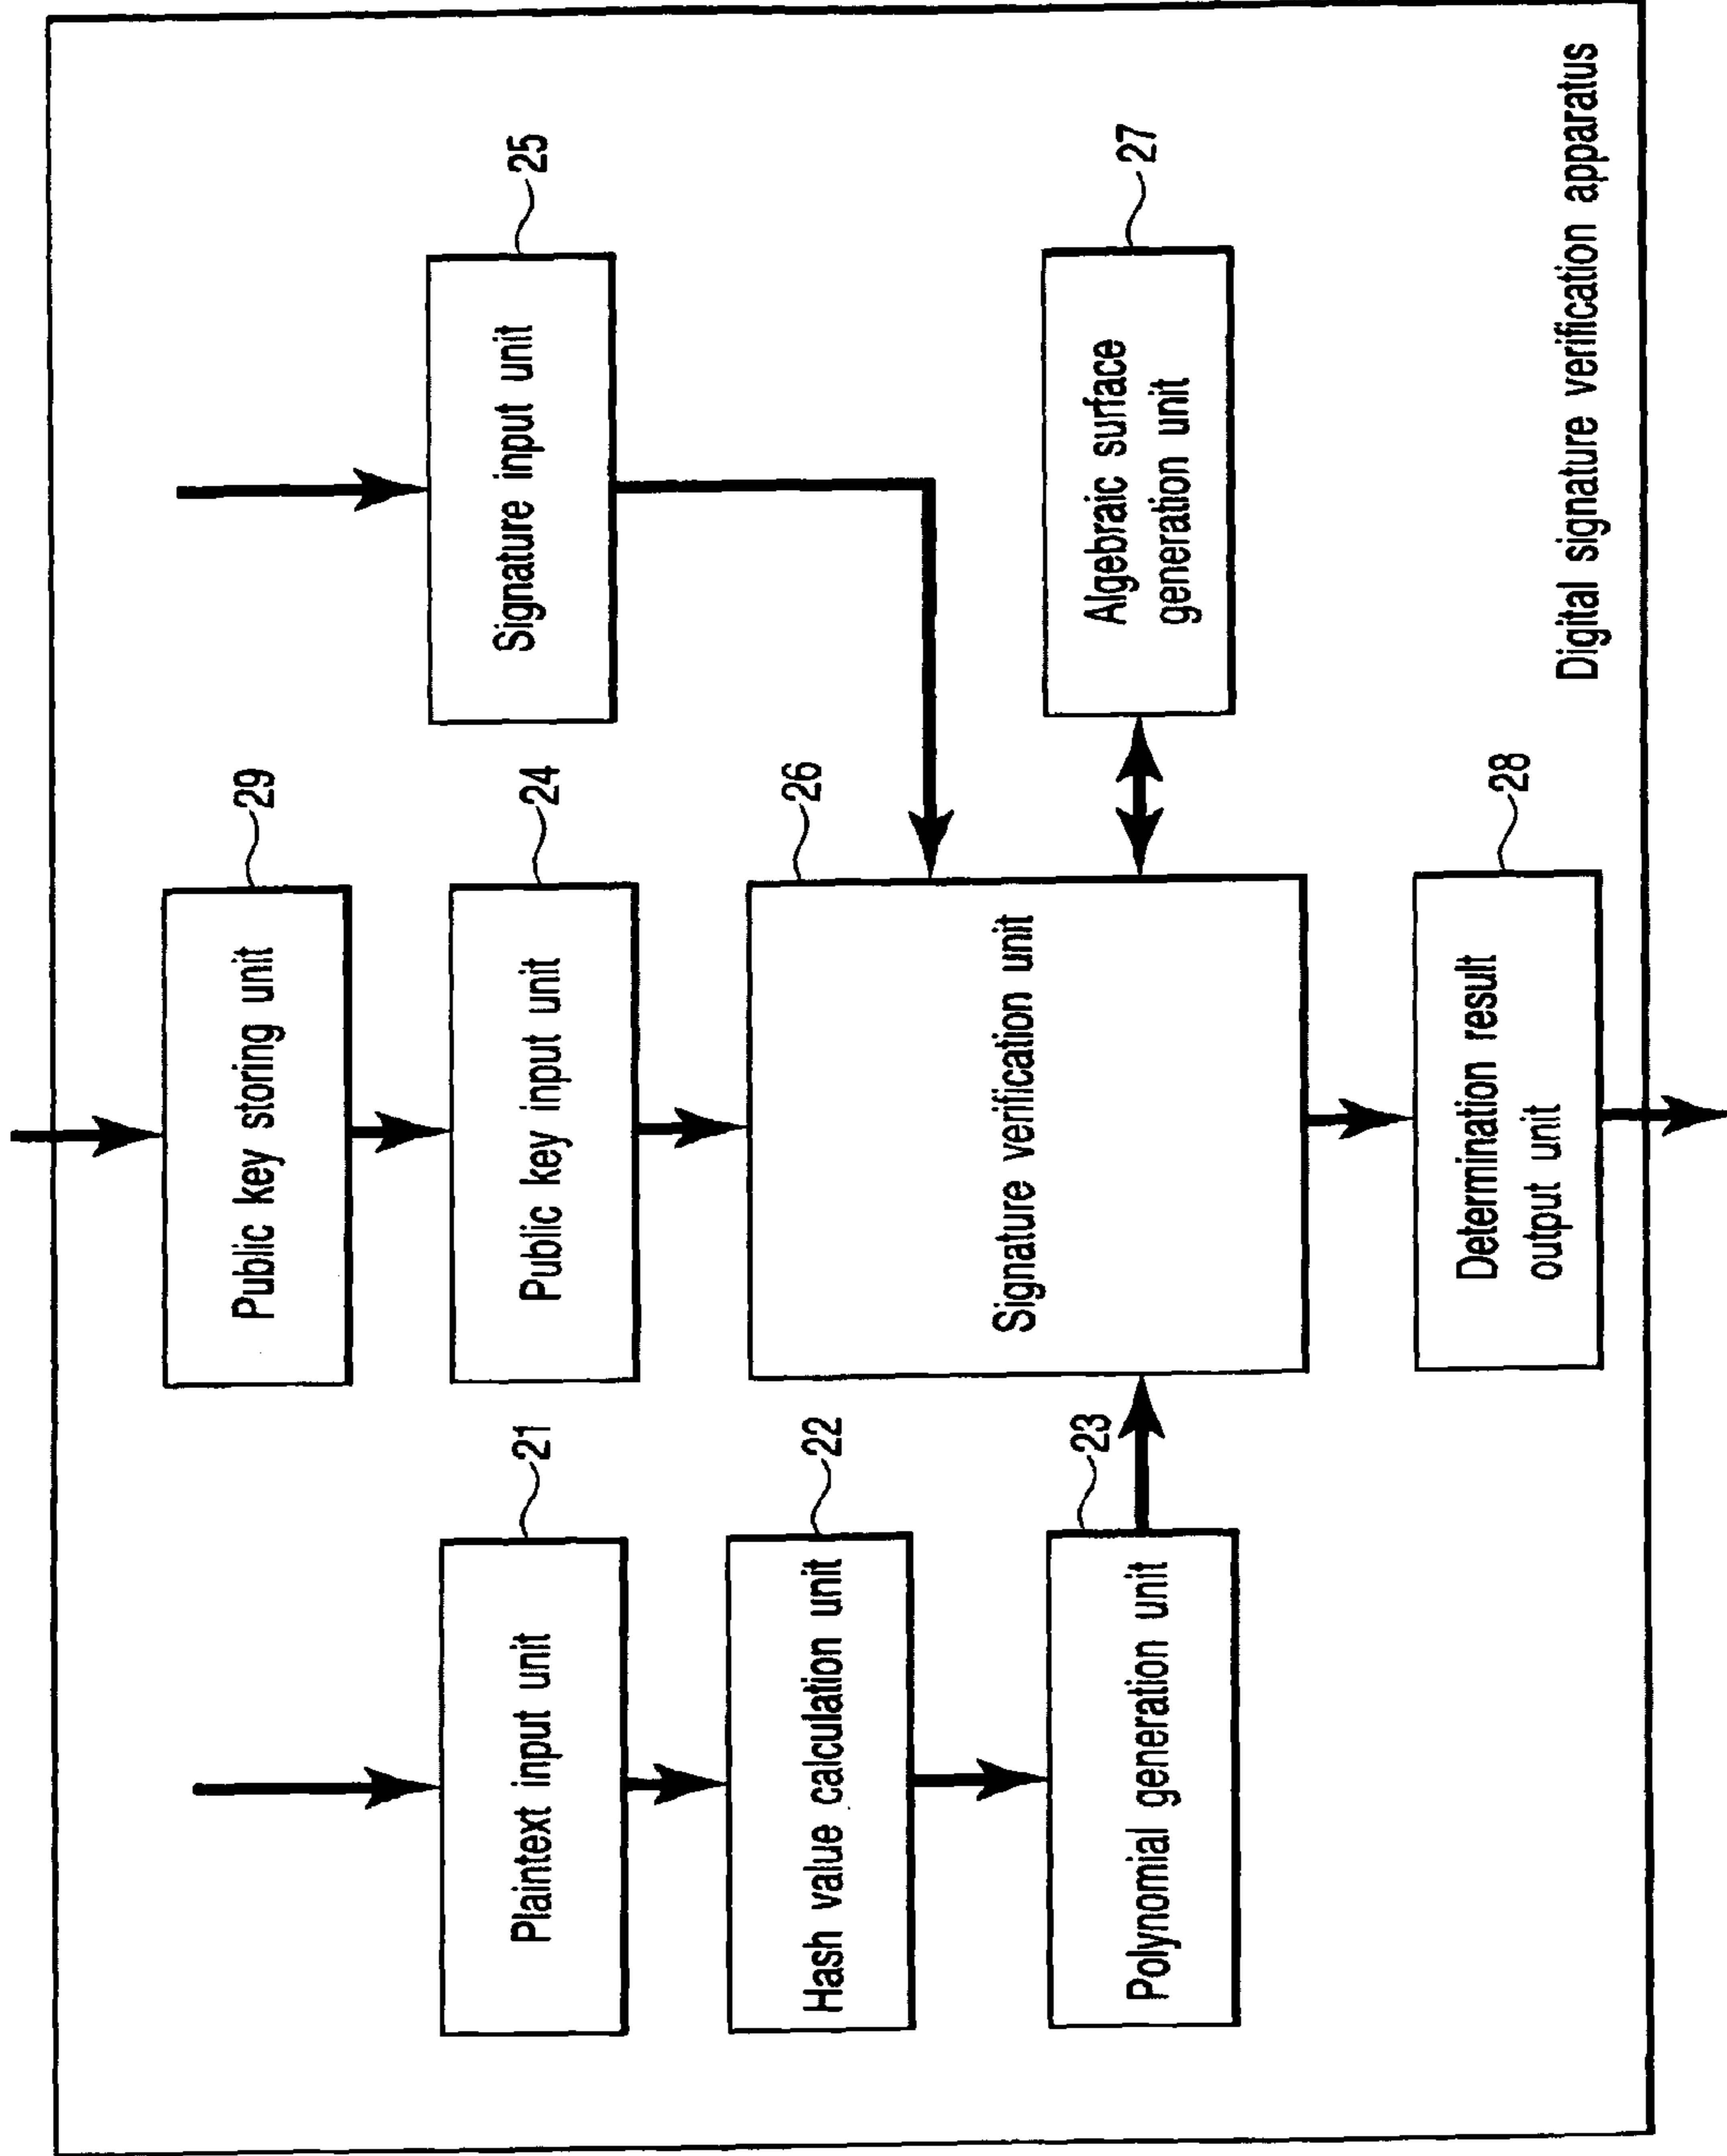 29
Public key storing unit
21
Plaintext input unit
24
Public key input unit
25
Signature input unit
22
Hash value calculation unit
26
Signature verification unit
23
Polynomial generation unit
27
Algebraic surface
generation unit
28
Determination result
output unit
Digital signature verification apparatus